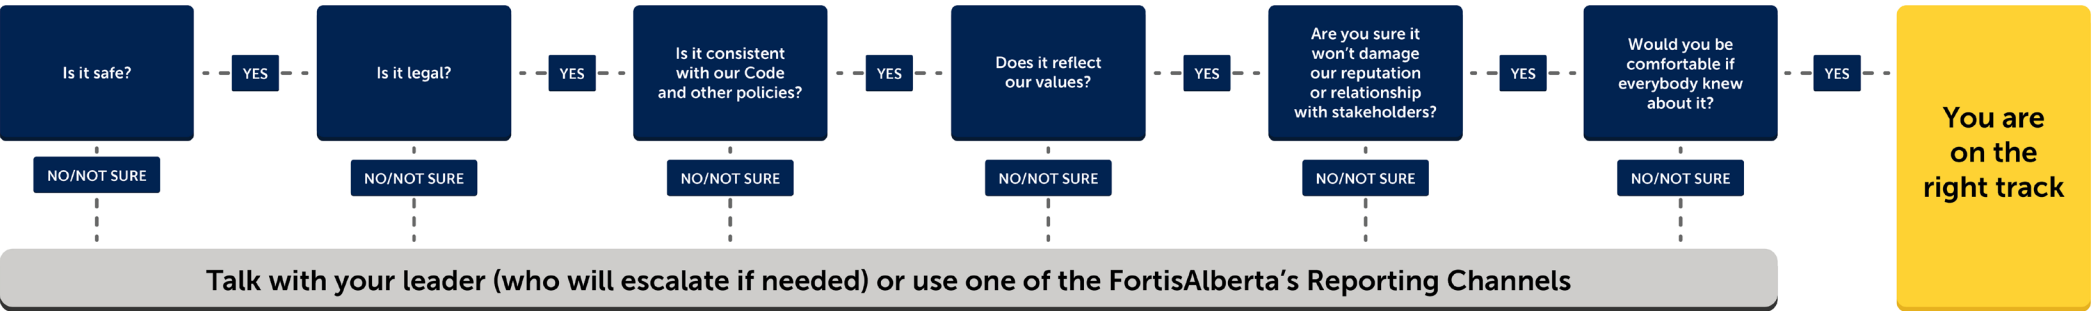 Is it safe?
YES
Is it legal?
YES
Is it consistent
with our Code
and other policies?
YES
Does it reflect
our values?
YES
Are you sure it
won't damage
our reputation
or relationship
with stakeholders?
YES
Would you be
comfortable if
everybody knew
about it?
YES
You are
on the
right track
NO/NOT SURE
NO/NOT SURE
NO/NOT SURE
NO/NOT SURE
NO/NOT SURE
NO/NOT SURE
Talk with your leader (who will escalate if needed) or use one of the FortisAlberta's Reporting Channels